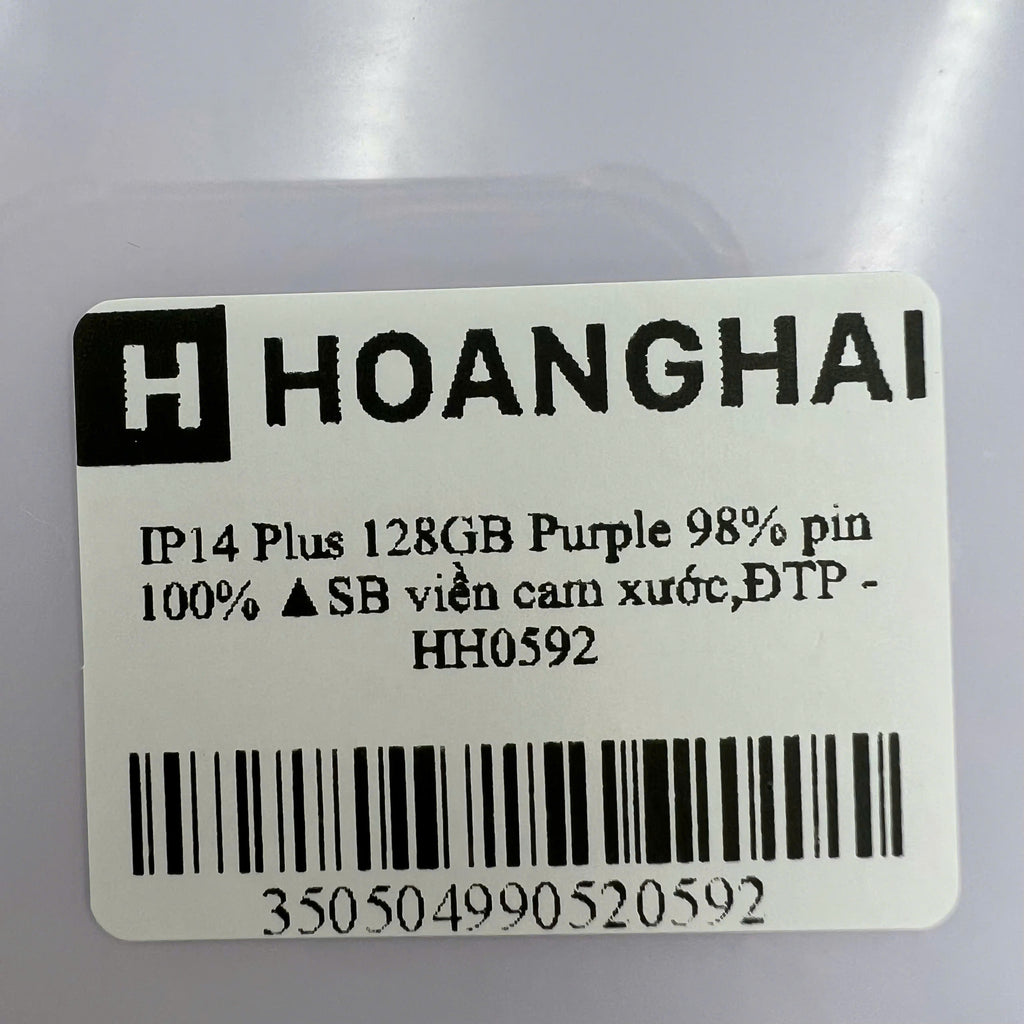 H HOANGHAI
IP14 Plus 128GB Purple 98% pin
100% ▲SB viền cam xước,ĐTP -
HH0592
350504990520592